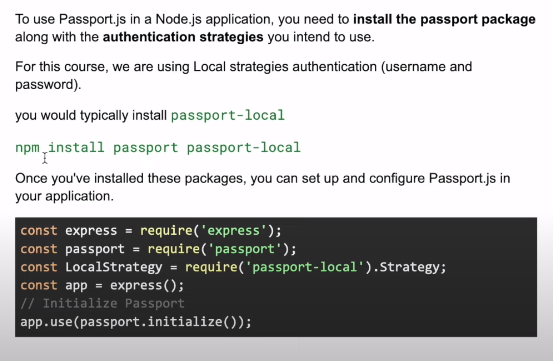 To use Passport.js in a Node.js application, you need to install the passport package
along with the authentication strategies you intend to use.
For this course, we are using Local strategies authentication (username and
password).
you would typically install passport-local
npm install passport passport-local
Once you've installed these packages, you can set up and configure Passport.js in
your application.
const express = require('express');
const passport = require('passport');
const LocalStrategy = require('passport-local').Strategy;
const app = express();
// Initialize Passport
app.use(passport.initialize());